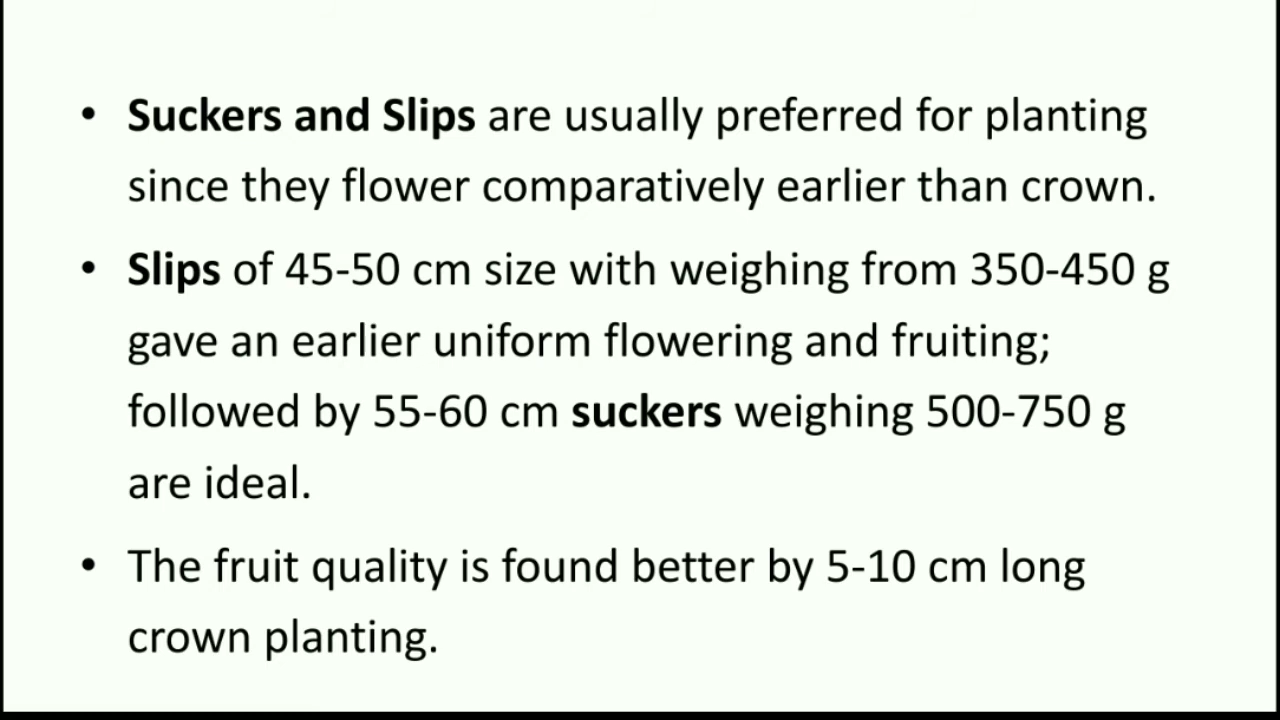 • Suckers and Slips are usually preferred for planting
since they flower comparatively earlier than crown.
• Slips of 45-50 cm size with weighing from 350-450 g
gave an earlier uniform flowering and fruiting;
followed by 55-60 cm suckers weighing 500-750 g
are ideal.
• The fruit quality is found better by 5-10 cm long
crown planting.